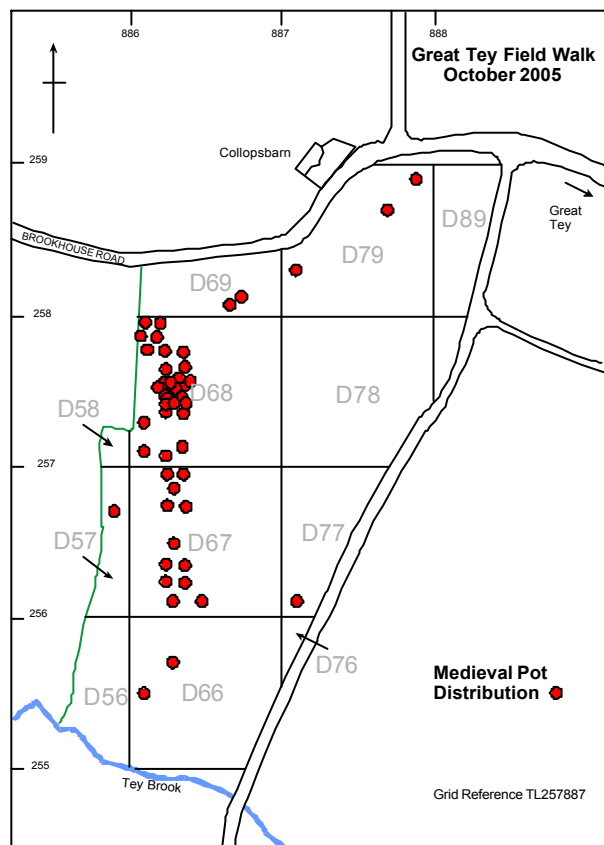 886
887
888
Great Tey Field Walk
October 2005
Collopsbarn
259
Great
Tey
BROOKHOUSE ROAD
D89
D79
D69
258
D68
D78
D58
257
D67
D77
D57
256
D76
D56
D66
Medieval Pot
Distribution
255
Tey Brook
Grid Reference TL257887